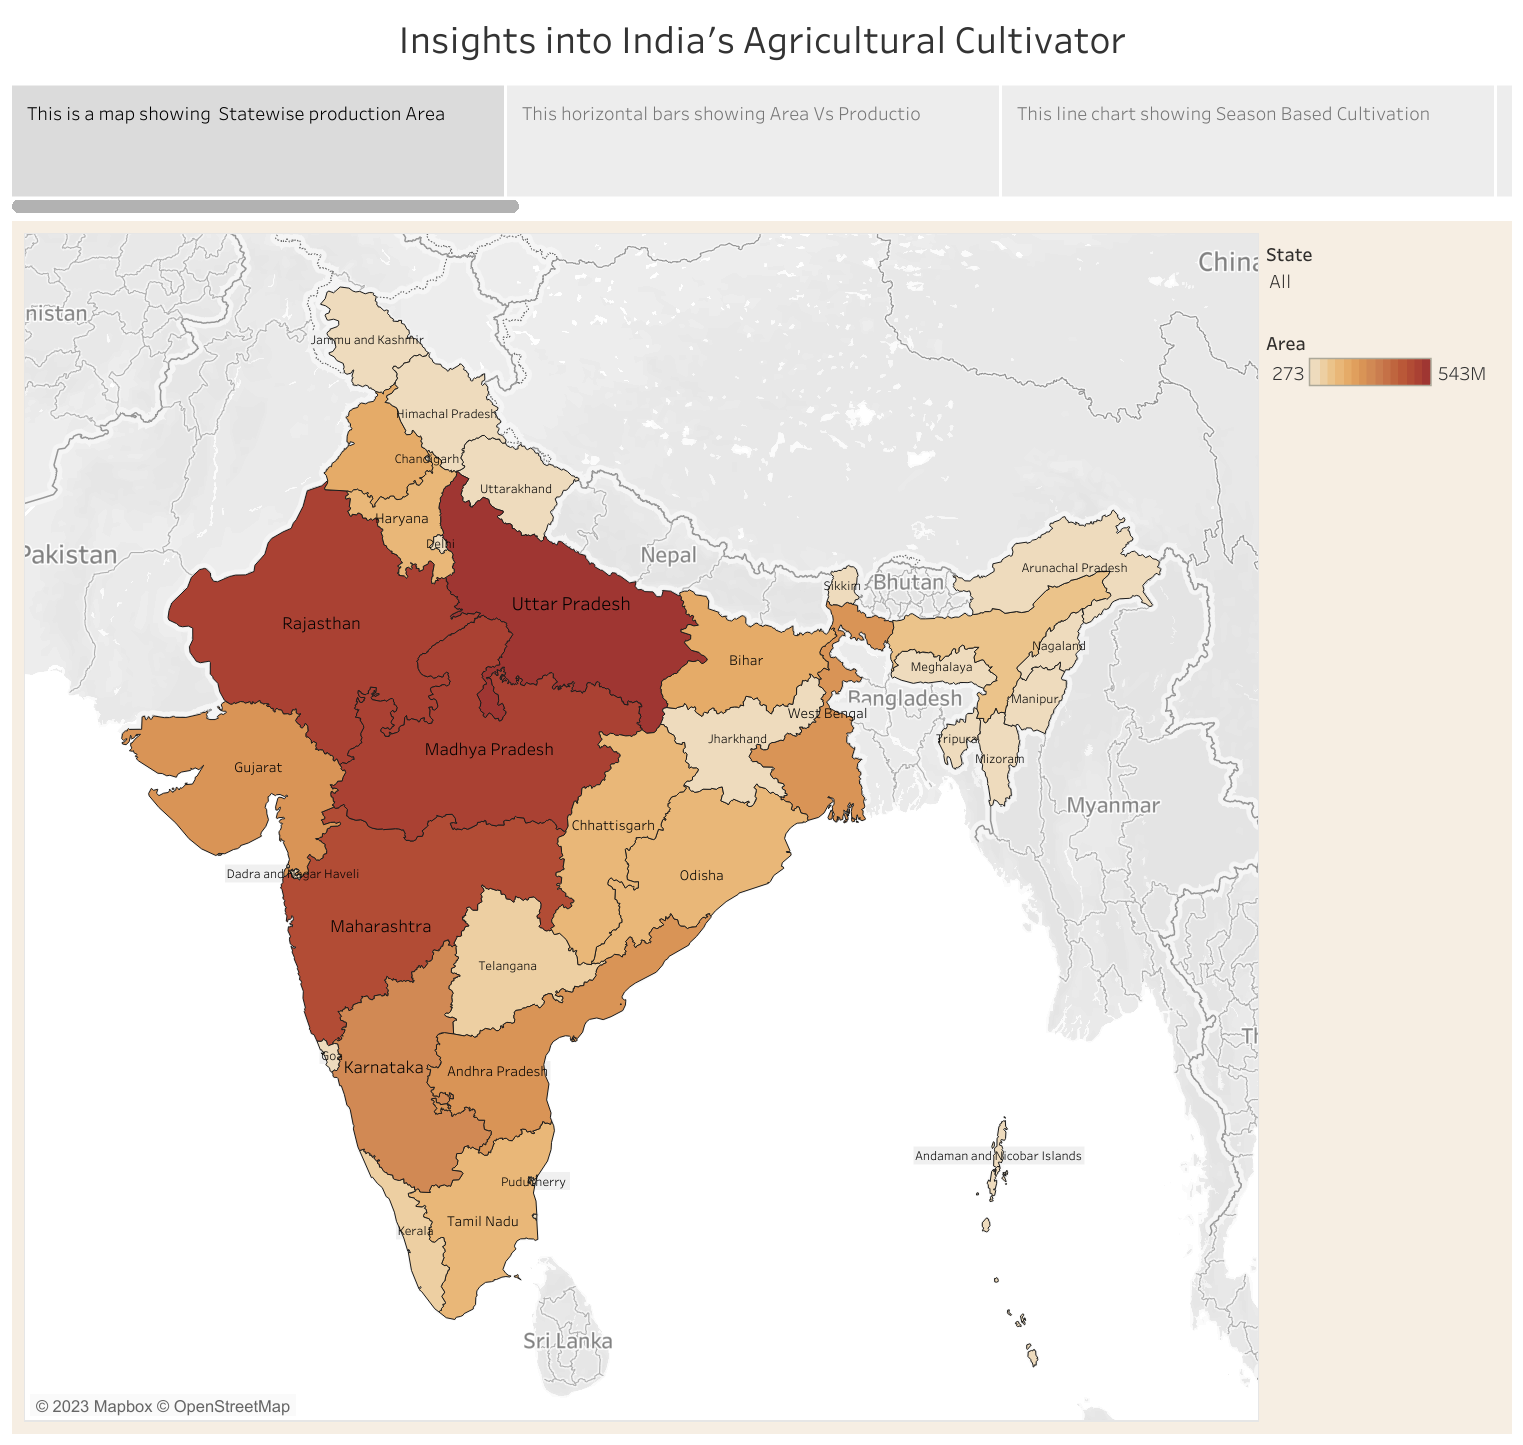 Insights into India's Agricultural Cultivator
This is a map showing  Statewise production Area
This horizontal bars showing Area Vs Productio
This line chart showing Season Based Cultivation
State
All
Area
273
543M
China
nistan
Jammu and Kashmir
Himachal Pradesh
Chandigarh
Uttarakhand
Haryana
Delhi
Pakistan
Nepal
Bhutan
Sikkim
Arunachal Pradesh
Uttar Pradesh
Rajasthan
Bihar
Nagaland
Meghalaya
Manipur
Bangladesh
West Bengal
Jharkhand
Tripura
Mizoram
Madhya Pradesh
Gujarat
Myanmar
Chhattisgarh
Dadra and Nagar Haveli
Odisha
Maharashtra
Telangana
Th
Goa
Karnataka
Andhra Pradesh
Andaman and Nicobar Islands
Puducherry
Tamil Nadu
Kerala
Sri Lanka
© 2023 Mapbox © OpenStreetMap